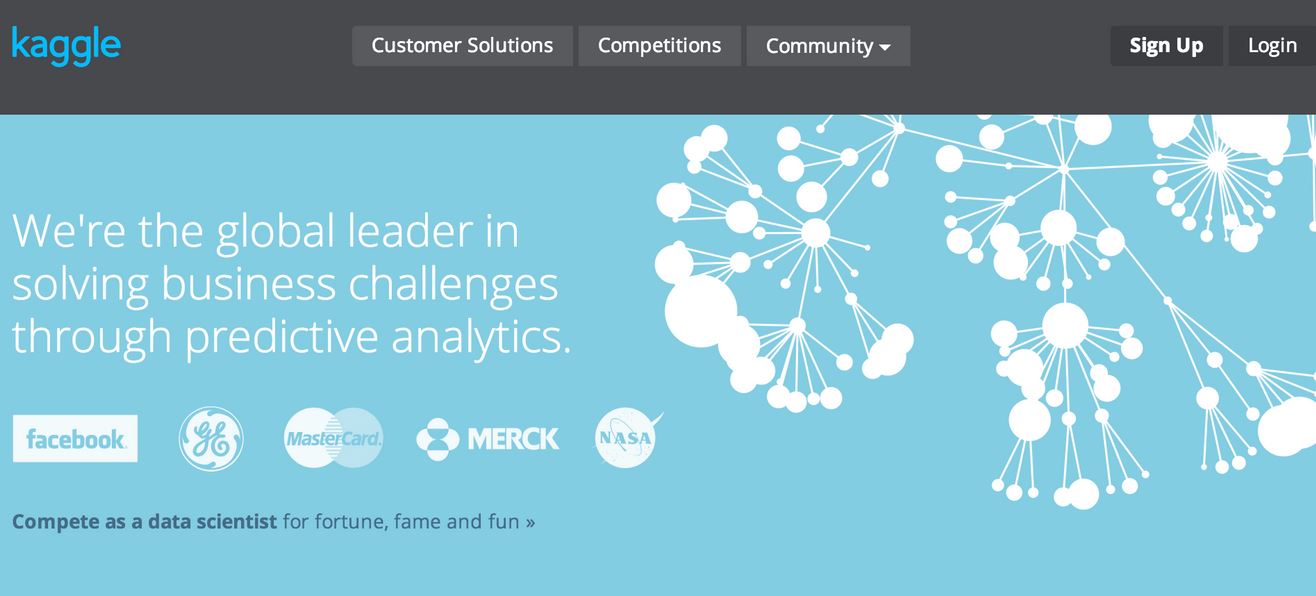 kaggle
Customer Solutions
Competitions
Community
Sign Up
Login
We're the global leader in
solving business challenges
through predictive analytics.
facebook
GE
MasterCard
MERCK
NASA
Compete as a data scientist for fortune, fame and fun »